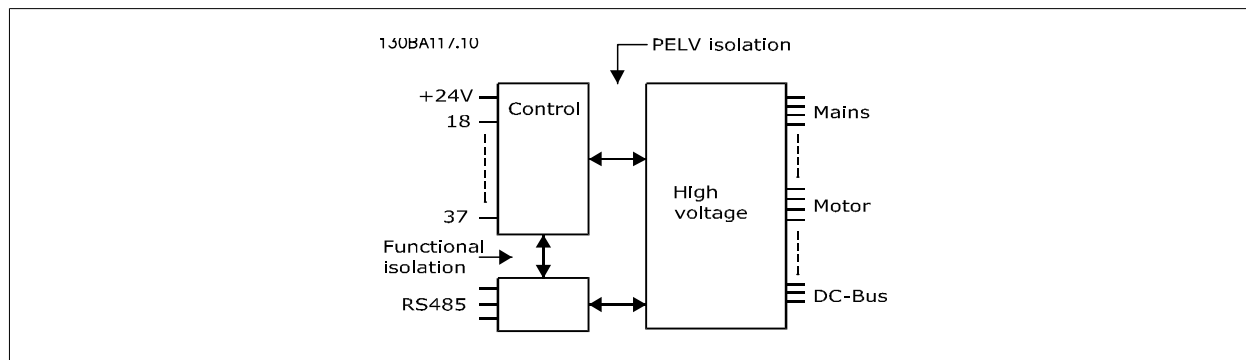 130BA117.10
PELV isolation
+24V
Control
Mains
18
High
voltage
37
Motor
Functional
isolation
RS485
DC-Bus